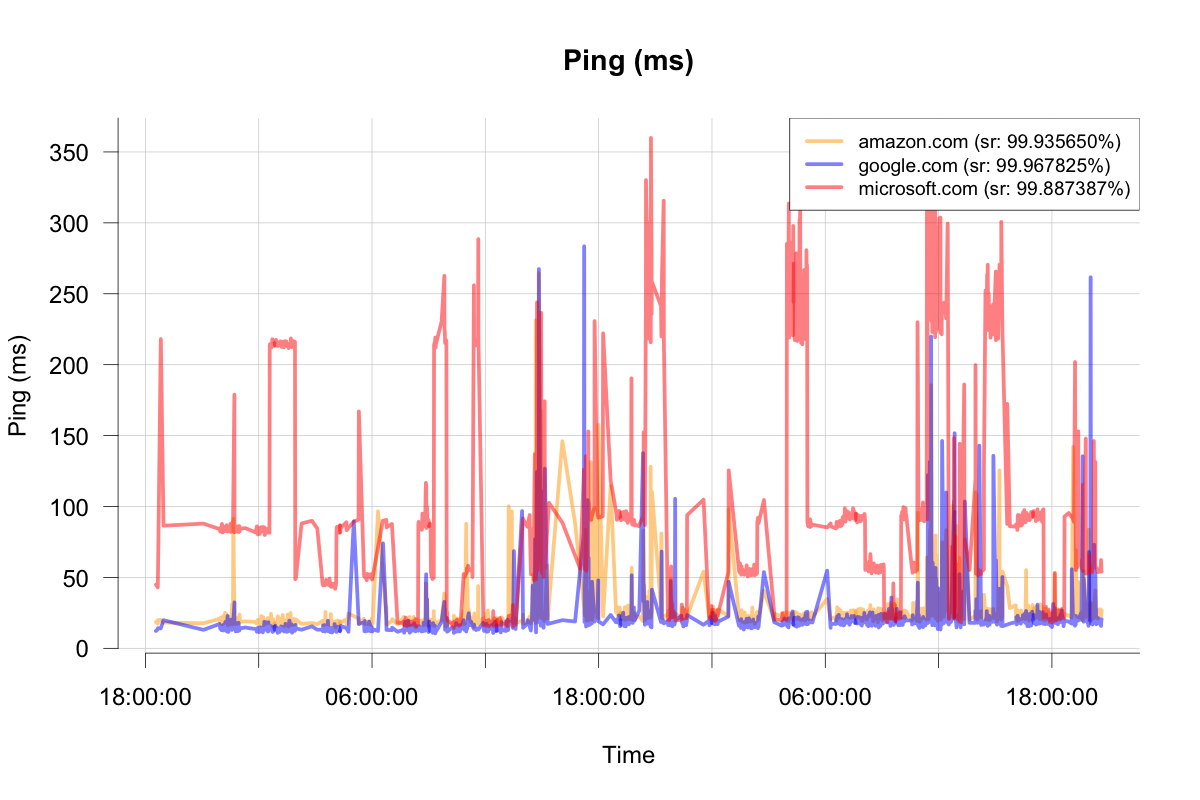 Ping (ms)
amazon.com (sr: 99.935650%)
google.com (sr: 99.967825%)
microsoft.com (sr: 99.887387%)
350
300
250
200
150
100
50
0
Ping (ms)
18:00:00 06:00:00 18:00:00 06:00:00 18:00:00
Time